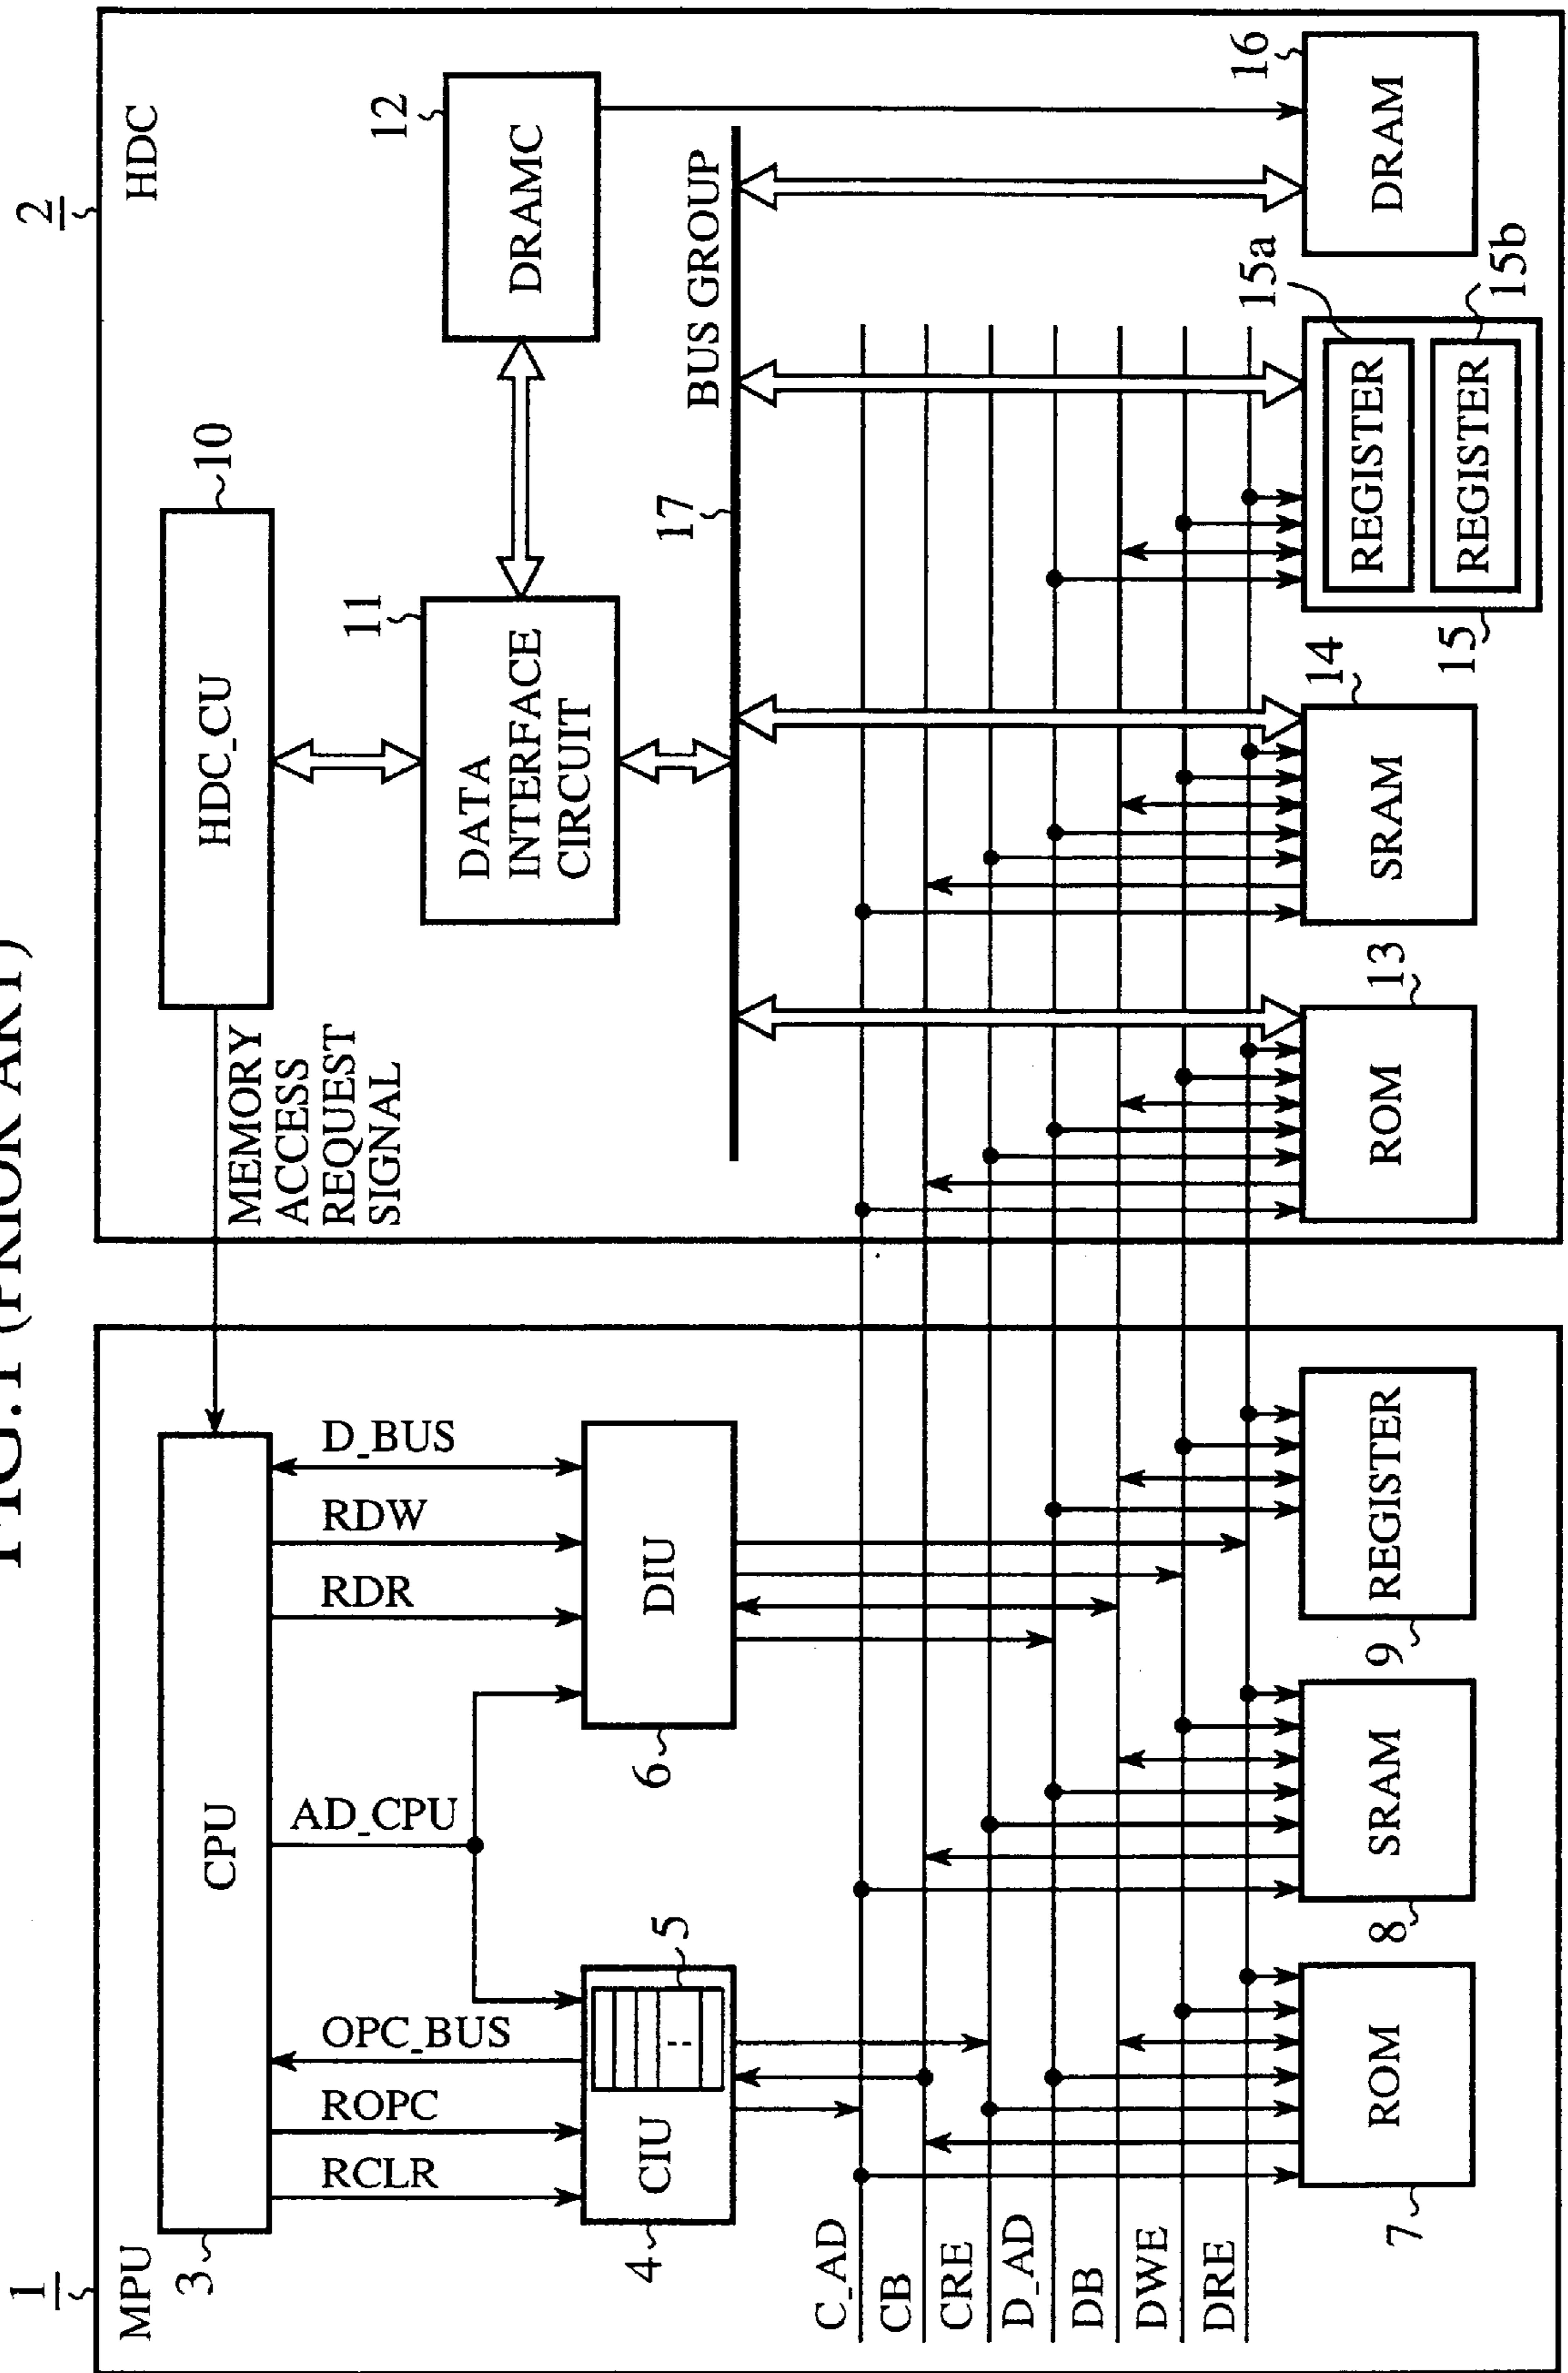 FIG.1 (PRIOR ART)
1
MPU
3
CPU
RCLR
ROPC
OPC_BUS
AD_CPU
RDR
RDW
D_BUS
4
CIU
5
6
DIU
C_AD
CB
CRE
D_AD
DB
DWE
DRE
7
ROM
8
SRAM
9
REGISTER
2
HDC
10
HDC_CU
MEMORY
ACCESS
REQUEST
SIGNAL
11
DATA
INTERFACE
CIRCUIT
12
DRAMC
17
BUS GROUP
13
ROM
14
SRAM
15
15a
REGISTER
15b
REGISTER
16
DRAM